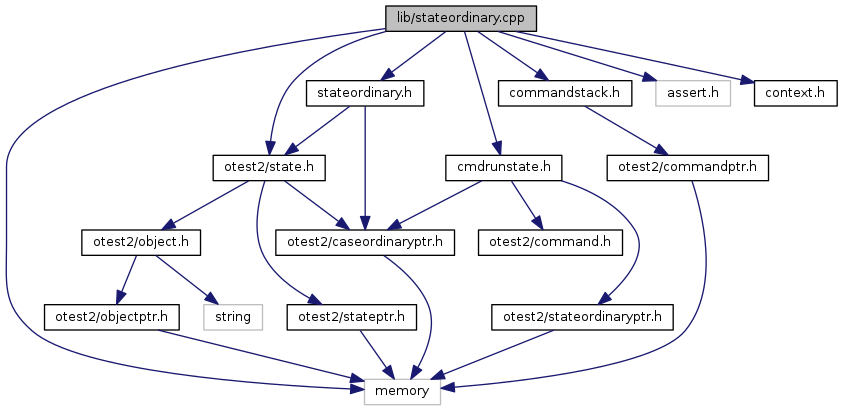 lib/stateordinary.cpp
stateordinary.h
commandstack.h
assert.h
context.h
otest2/state.h
cmdrunstate.h
otest2/commandptr.h
otest2/object.h
otest2/caseordinaryptr.h
otest2/command.h
otest2/objectptr.h
string
otest2/stateptr.h
otest2/stateordinaryptr.h
memory